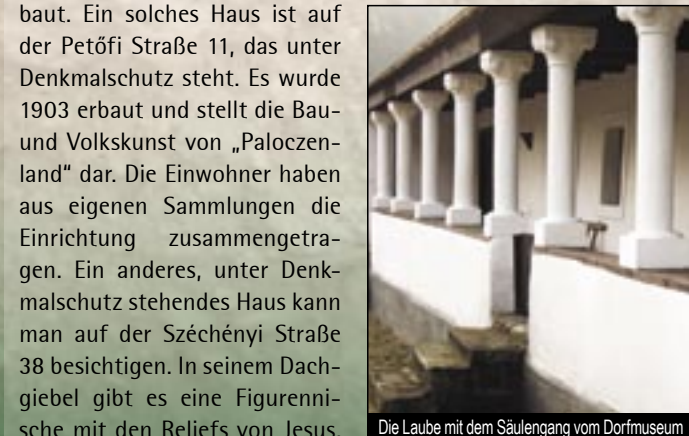 baut. Ein solches Haus ist auf
der Petőfi Straße 11, das unter
Denkmalschutz steht. Es wurde
1903 erbaut und stellt die Bau-
und Volkskunst von „Paloczen-
land" dar. Die Einwohner haben
aus eigenen Sammlungen die
Einrichtung zusammengetra-
gen. Ein anderes, unter Denk-
malschutz stehendes Haus kann
man auf der Széchényi Straße
38 besichtigen. In seinem Dach-
giebel gibt es eine Figurenni-
sche mit den Reliefs von Jesus,
Die Laube mit dem Säulengang vom Dorfmuseum